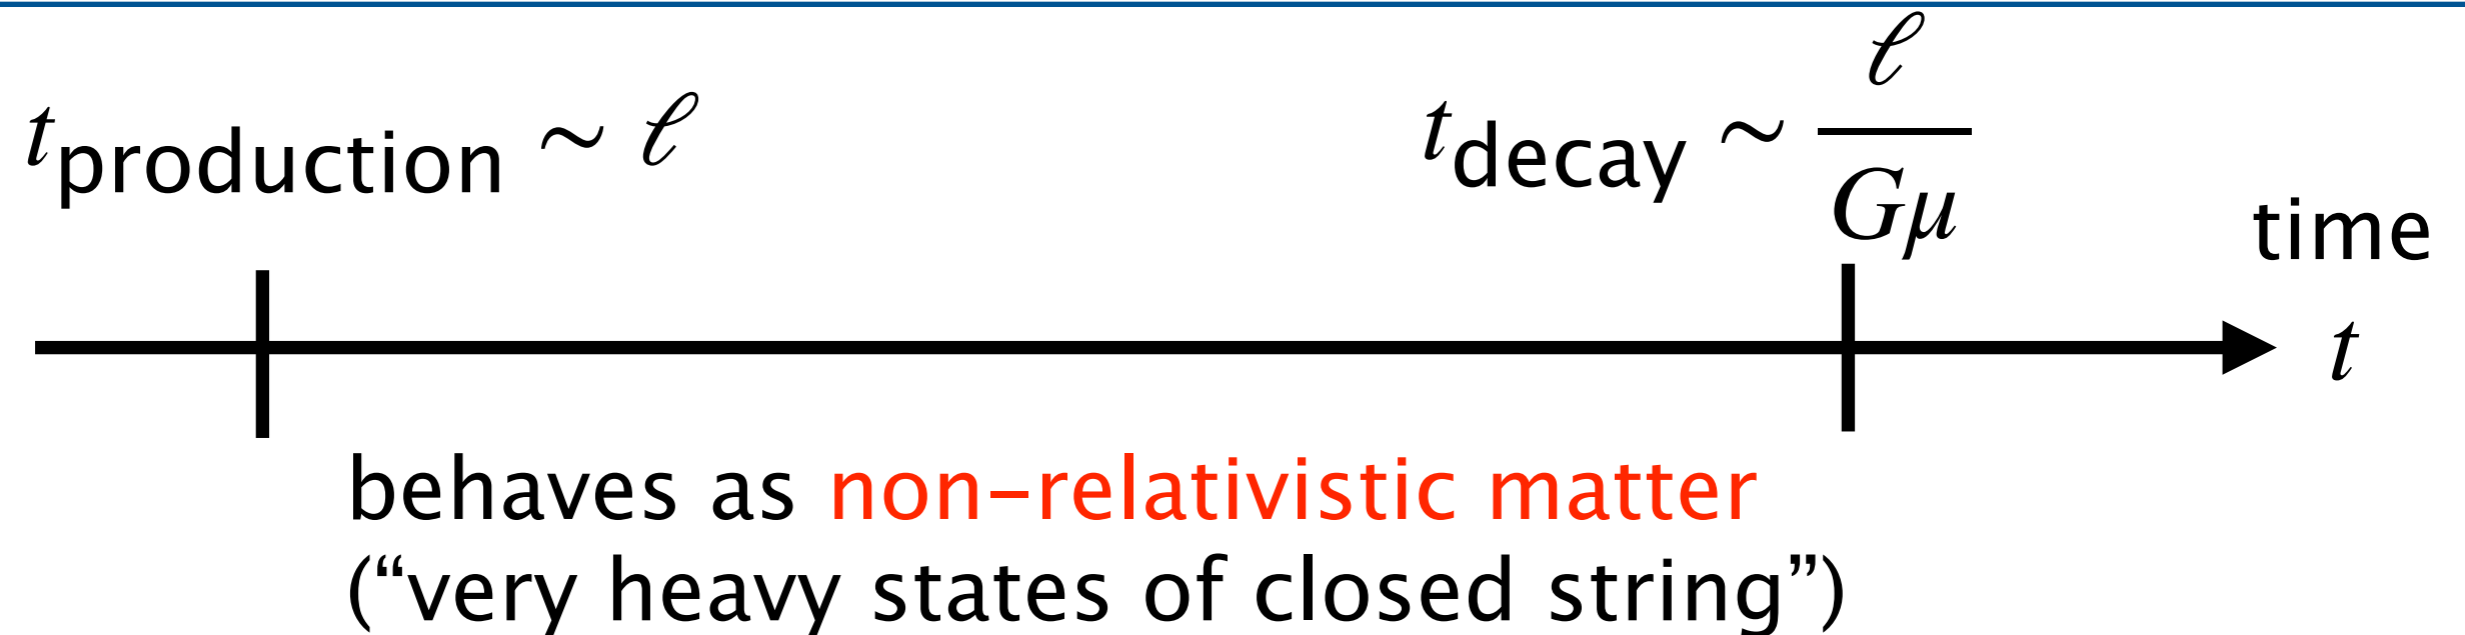 t_production ~ ℓ
t_decay ~ ℓ/Gμ
time
t
behaves as non-relativistic matter
(“very heavy states of closed string”)